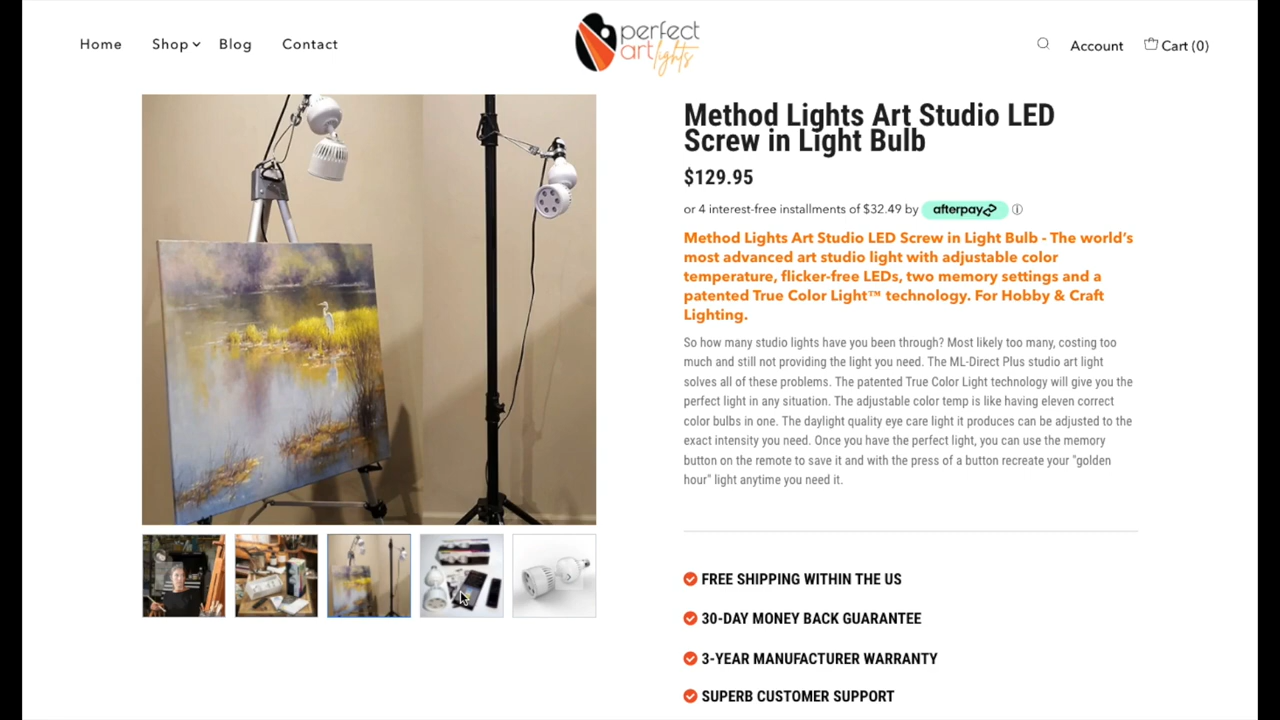 Home Shop Blog Contact
perfect
art lights
Account Cart (0)
Method Lights Art Studio LED
Screw in Light Bulb
$129.95
or 4 interest-free installments of $32.49 by afterpay ⓘ
Method Lights Art Studio LED Screw in Light Bulb - The world's
most advanced art studio light with adjustable color
temperature, flicker-free LEDs, two memory settings and a
patented True Color Light™ technology. For Hobby & Craft
Lighting.
So how many studio lights have you been through? Most likely too many, costing too
much and still not providing the light you need. The ML-Direct Plus studio art light
solves all of these problems. The patented True Color Light technology will give you the
perfect light in any situation. The adjustable color temp is like having eleven correct
color bulbs in one. The daylight quality eye care light it produces can be adjusted to the
exact intensity you need. Once you have the perfect light, you can use the memory
button on the remote to save it and with the press of a button recreate your "golden
hour" light anytime you need it.
FREE SHIPPING WITHIN THE US
30-DAY MONEY BACK GUARANTEE
3-YEAR MANUFACTURER WARRANTY
SUPERB CUSTOMER SUPPORT